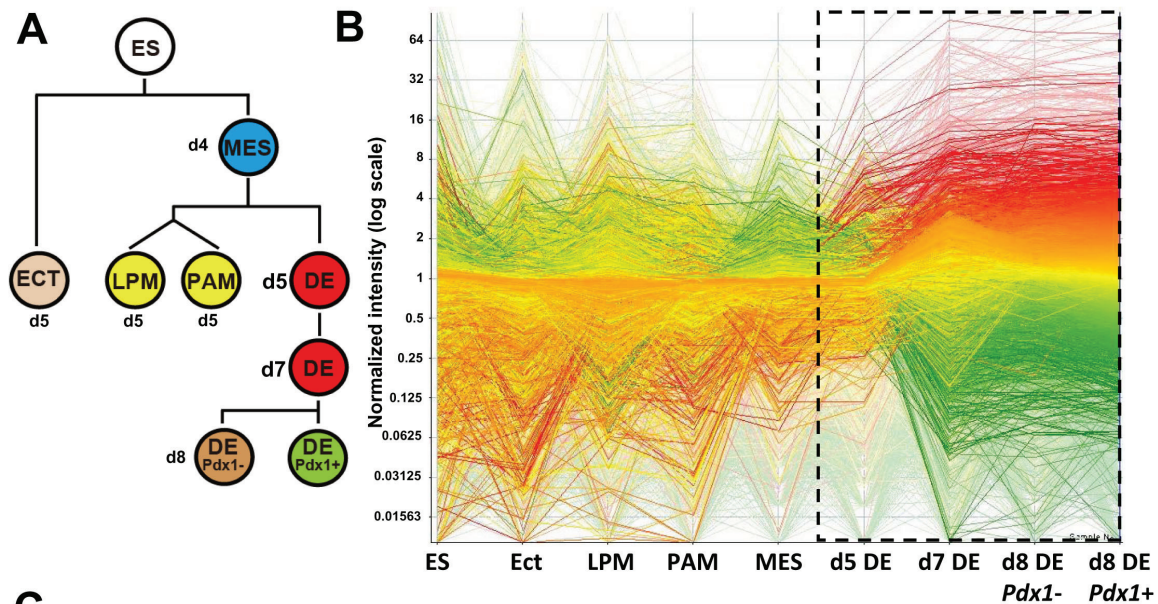 A
ES
d4
MES
ECT
LPM
PAM
d5
DE
d5
d5
d5
d7
DE
d8
DE
Pdx1-
DE
Pdx1+
B
Normalized intensity (log scale)
64
32
16
8
4
2
1
0.5
0.25
0.125
0.0625
0.03125
0.01563
ES
Ect
LPM
PAM
MES
d5 DE
d7 DE
d8 DE
d8 DE
Pdx1-
Pdx1+